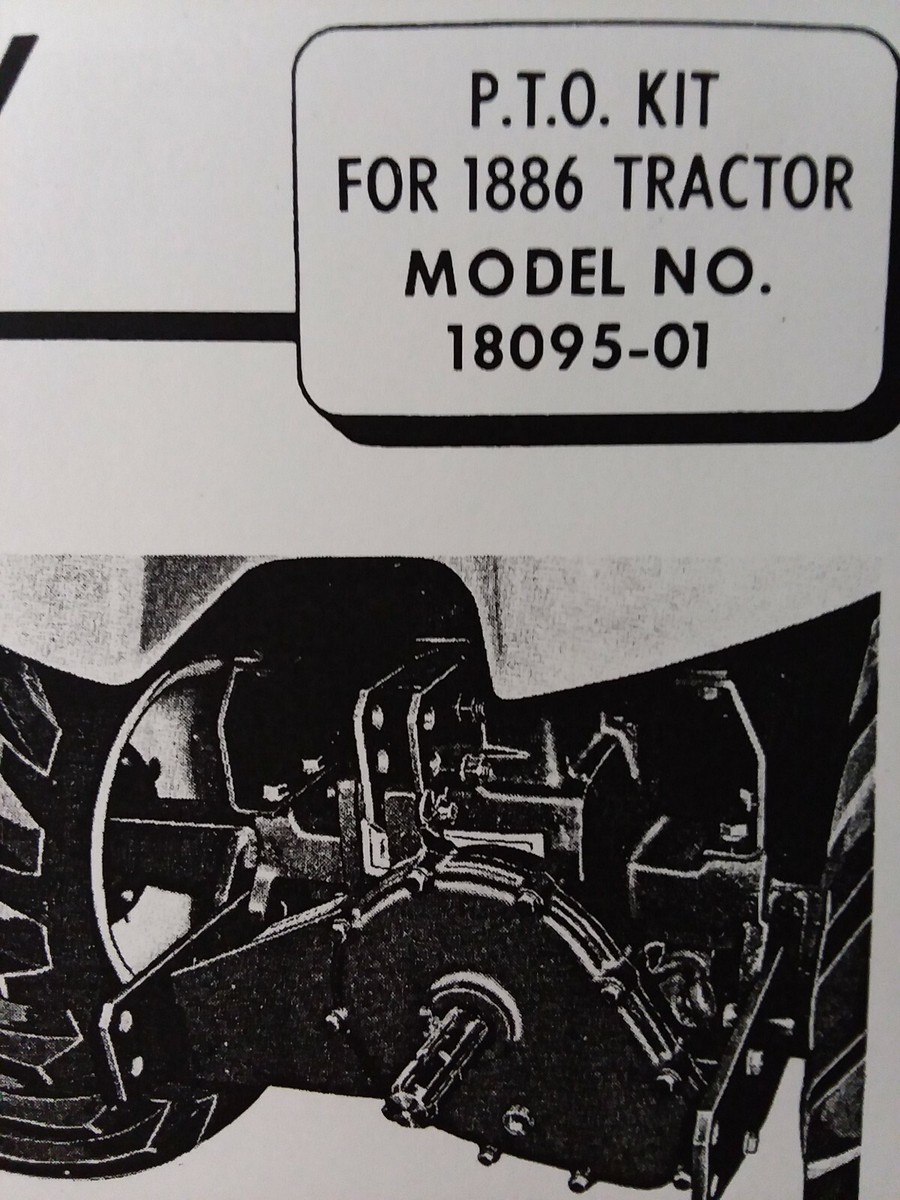 P.T.O. KIT
FOR 1886 TRACTOR
MODEL NO.
18095-01